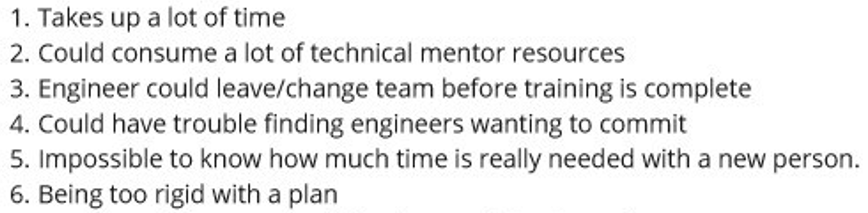 1. Takes up a lot of time
2. Could consume a lot of technical mentor resources
3. Engineer could leave/change team before training is complete
4. Could have trouble finding engineers wanting to commit
5. Impossible to know how much time is really needed with a new person.
6. Being too rigid with a plan